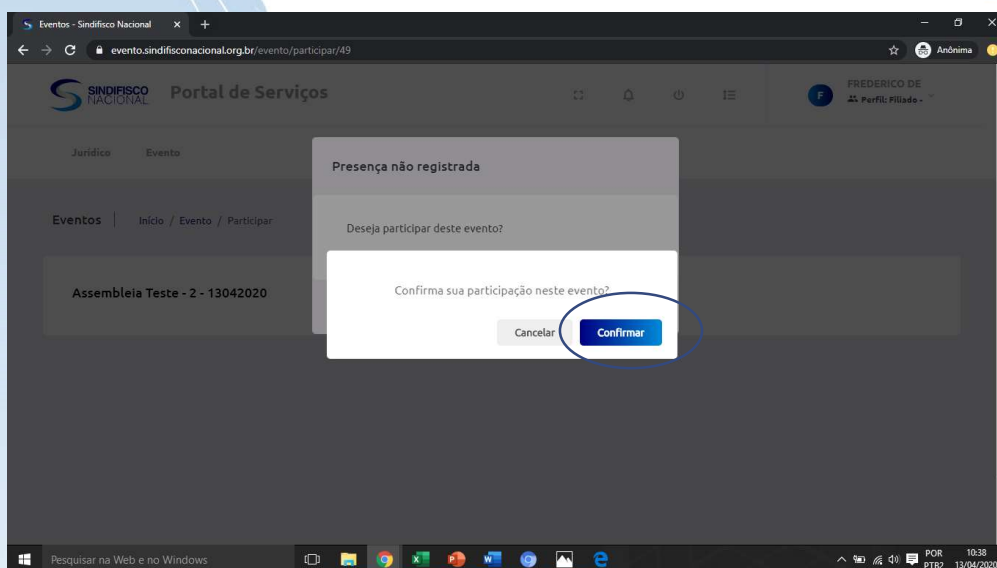 Eventos - Sindifisco Nacional
evento.sindifisconacional.org.br/evento/participar/49
Anônima
SINDIFISCO
NACIONAL
Portal de Serviços
F
FREDERICO DE
Perfil: Filiado -
Jurídico Evento
Presença não registrada
Eventos | Início / Evento / Participar
Deseja participar deste evento?
Assembleia Teste - 2 - 13042020
Confirma sua participação neste evento?
Cancelar Confirmar
Pesquisar na Web e no Windows
POR 10:38
PTB2 13/04/2020